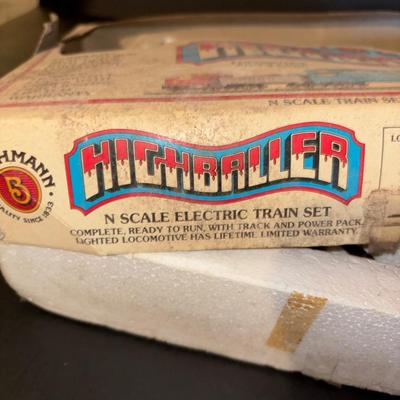 N SCALE TRAIN SET
HMANN
B
QUALITY SINCE 1833
HIGHBALLER
N SCALE ELECTRIC TRAIN SET
COMPLETE, READY TO RUN, WITH TRACK AND POWER PACK.
LIGHTED LOCOMOTIVE HAS LIFETIME LIMITED WARRANTY.